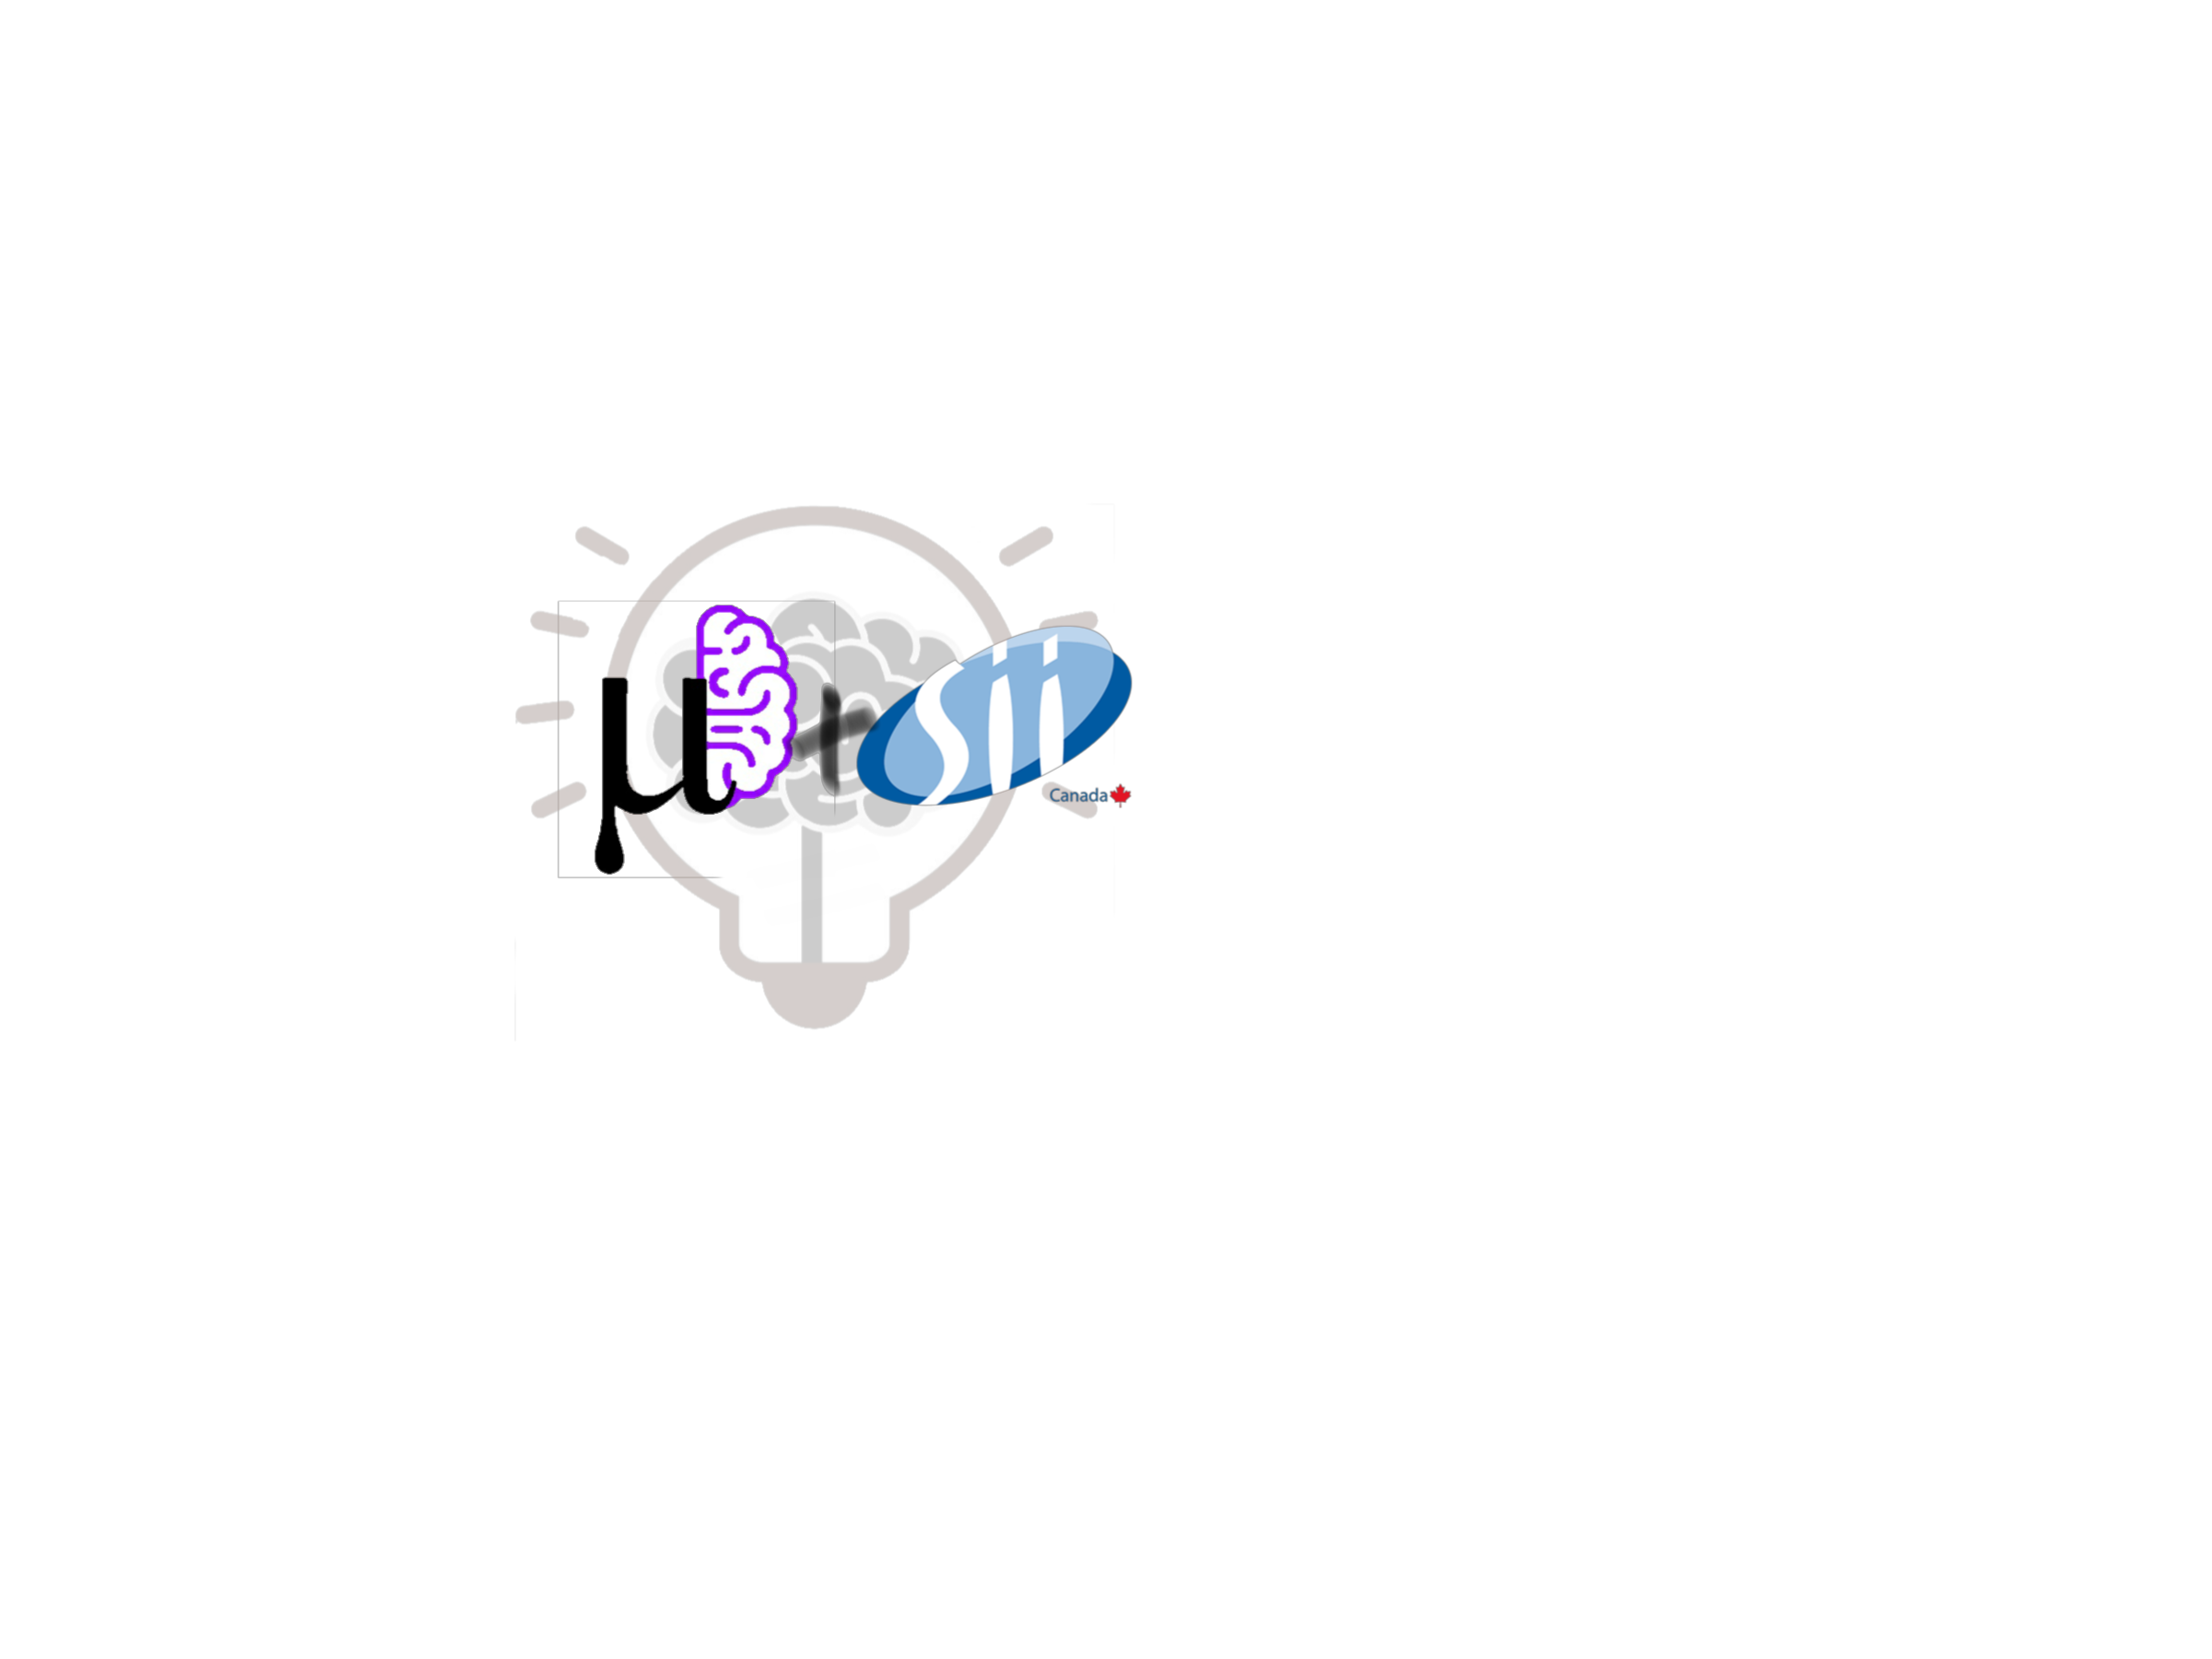 μ + sii
Canada